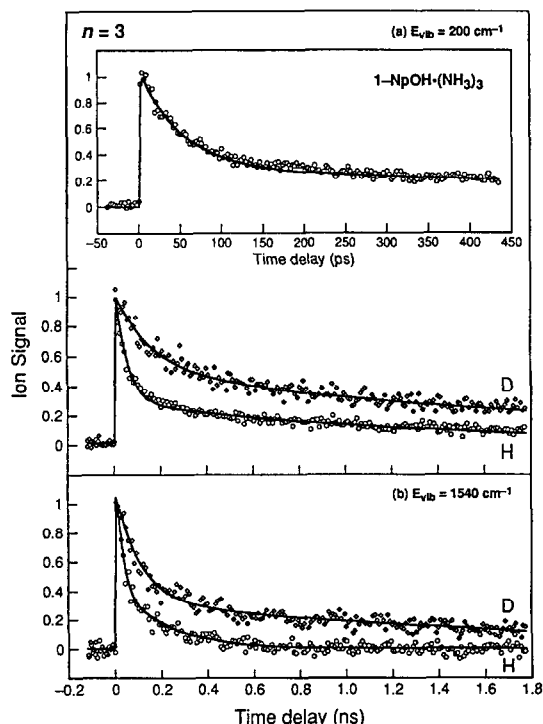 n = 3
(a) Evib = 200 cm⁻¹
1–NpOH•(NH₃)₃
1
0.8
0.6
0.4
0.2
0
−50 0 50 100 150 200 250 300 350 400 450
Time delay (ps)
Ion Signal
1
0.8
0.6
0.4
0.2
0
D
H
(b) Evib = 1540 cm⁻¹
1
0.8
0.6
0.4
0.2
0
D
H
−0.2 0 0.2 0.4 0.6 0.8 1.0 1.2 1.4 1.6 1.8
Time delay (ns)